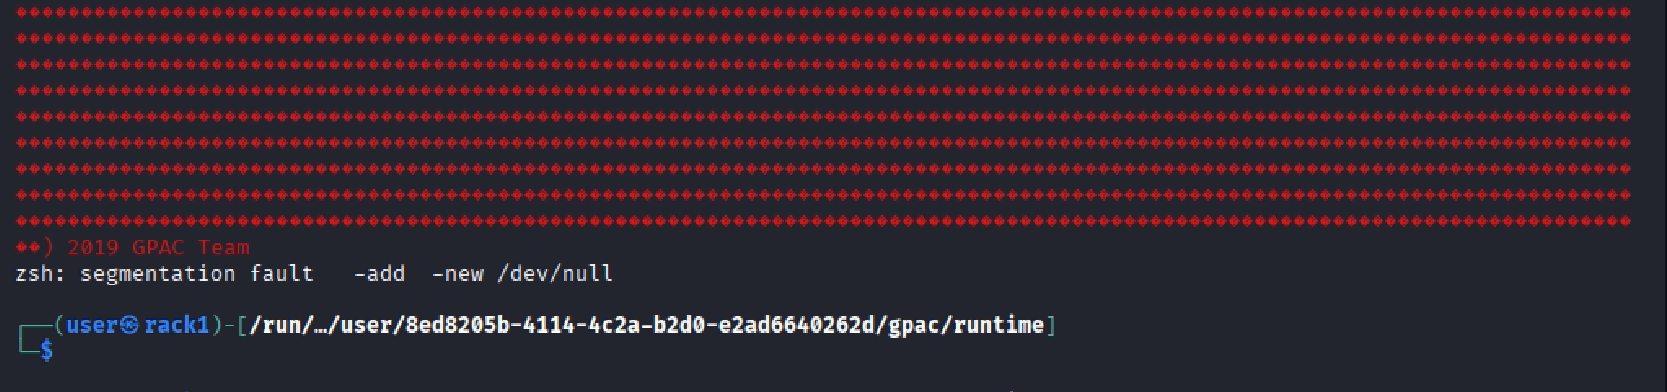 ��) 2019 GPAC Team
zsh: segmentation fault   -add  -new /dev/null
┌──(user㉿rack1)-[/run/…/user/8ed8205b-4114-4c2a-b2d0-e2ad6640262d/gpac/runtime]
└─$